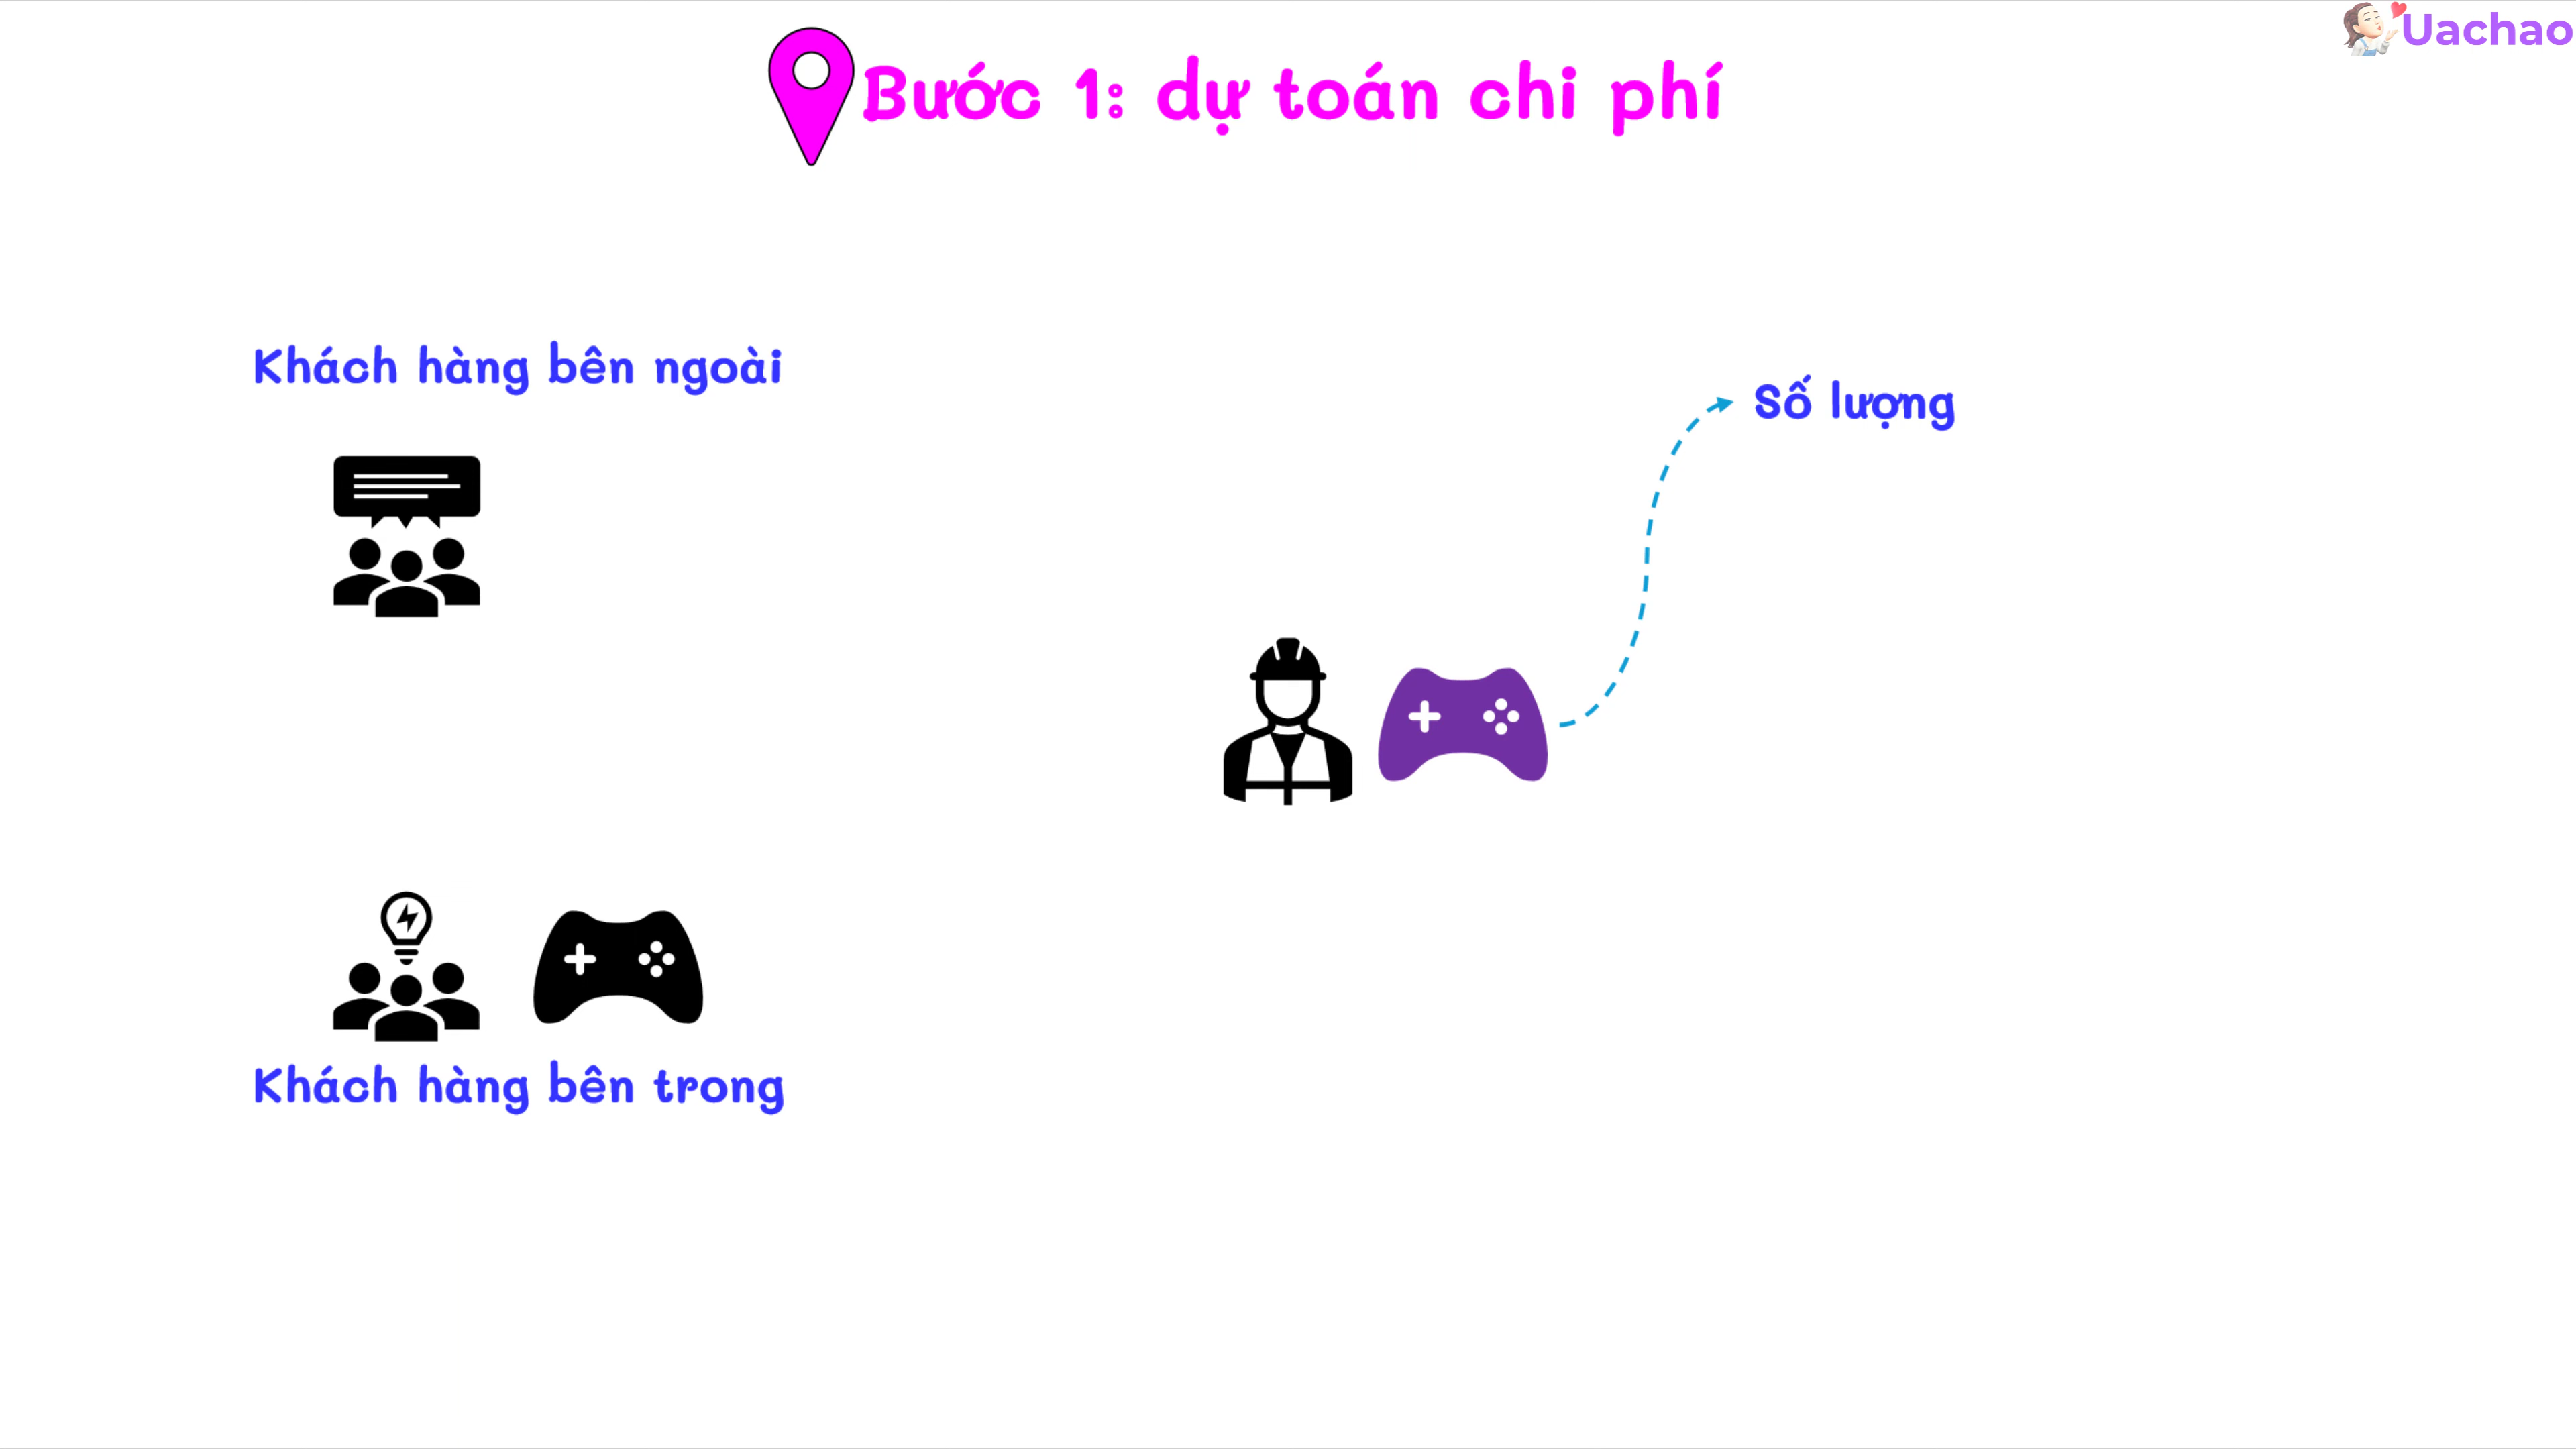 Uachao
Bước 1: dự toán chi phí
Khách hàng bên ngoài
Số lượng
Khách hàng bên trong